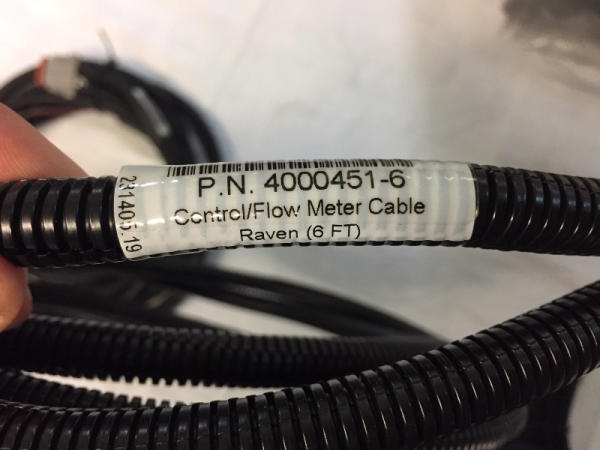 P.N. 4000451-6
Control/Flow Meter Cable
Raven (6 FT)